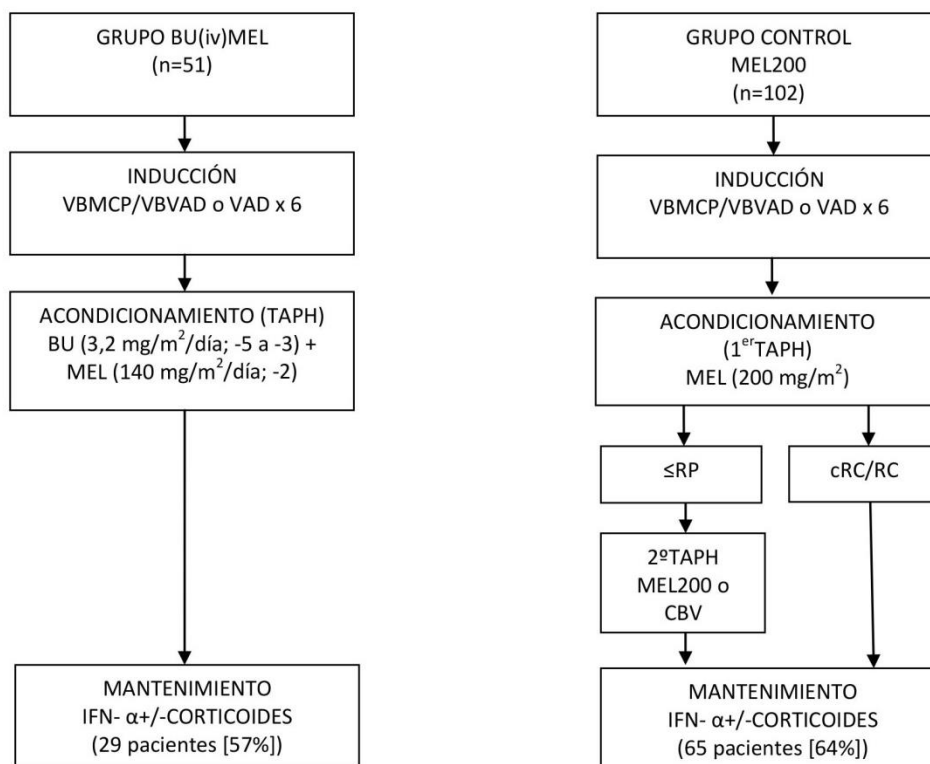 GRUPO BU(iv)MEL
(n=51)
INDUCCIÓN
VBMCP/VBVAD o VAD x 6
ACONDICIONAMIENTO (TAPH)
BU (3,2 mg/m²/día; -5 a -3) +
MEL (140 mg/m²/día; -2)
MANTENIMIENTO
IFN- α+/-CORTICOIDES
(29 pacientes [57%])
GRUPO CONTROL
MEL200
(n=102)
INDUCCIÓN
VBMCP/VBVAD o VAD x 6
ACONDICIONAMIENTO
(1ᵉʳTAPH)
MEL (200 mg/m²)
≤RP
cRC/RC
2ºTAPH
MEL200 o
CBV
MANTENIMIENTO
IFN- α+/-CORTICOIDES
(65 pacientes [64%])